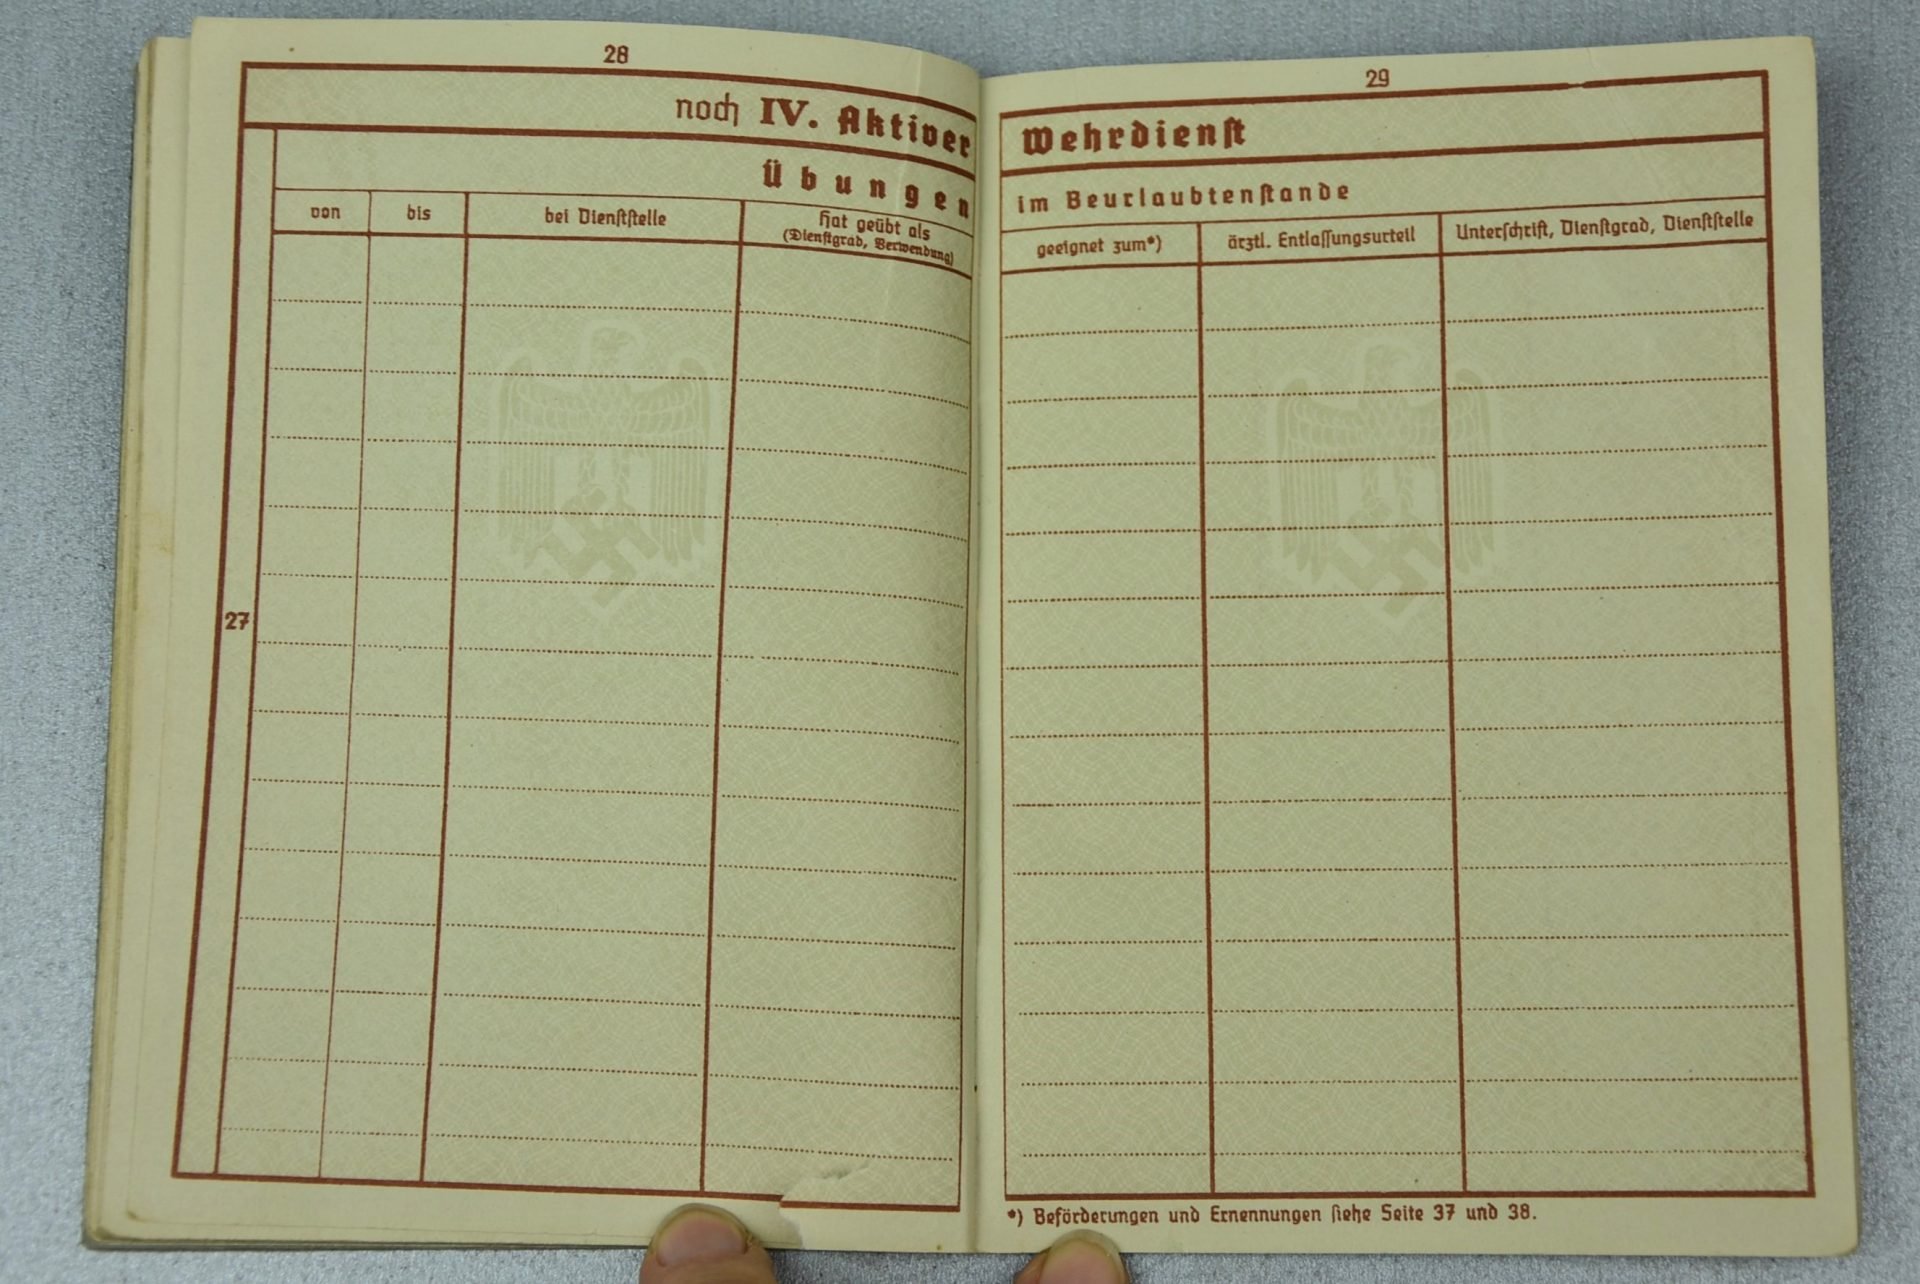 28
noch IV. Aktiver
Übungen
von
bis
bei Dienststelle
Hat geübt als
(Dienstgrad, Verwendung)
27
29
Wehrdienst
im Beurlaubtenstande
geeignet zum*)
ärztl. Entlassungsurteil
Unterschrift, Dienstgrad, Dienststelle
*) Beförderungen und Ernennungen siehe Seite 37 und 38.